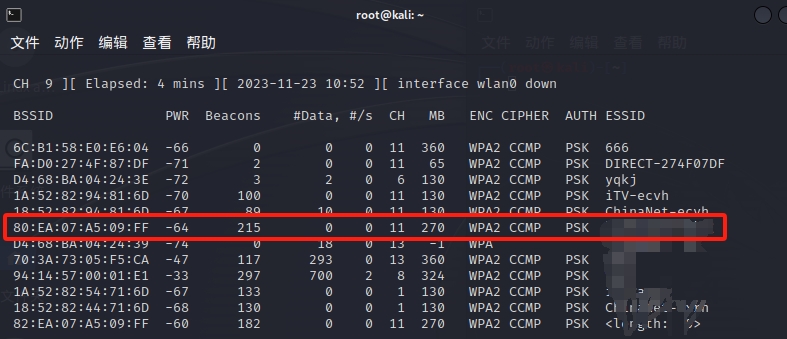 root@kali: ~
文件 动作 编辑 查看 帮助
CH 9 ][ Elapsed: 4 mins ][ 2023-11-23 10:52 ][ interface wlan0 down
BSSID PWR Beacons #Data, #/s CH MB ENC CIPHER AUTH ESSID
6C:B1:58:E0:E6:04 -66 0 0 0 11 360 WPA2 CCMP PSK 666
FA:D0:27:4F:87:DF -71 2 0 0 11 65 WPA2 CCMP PSK DIRECT-274F07DF
D4:68:BA:04:24:3E -72 3 2 0 6 130 WPA2 CCMP PSK yqkj
1A:52:82:94:81:6D -70 100 0 0 11 130 WPA2 CCMP PSK iTV-ecvh
18:52:82:94:81:6D -67 89 10 0 11 130 WPA2 CCMP PSK ChinaNet-ecvh
80:EA:07:A5:09:FF -64 215 0 0 11 270 WPA2 CCMP PSK
D4:68:BA:04:24:39 -74 0 18 0 13 -1 WPA
70:3A:73:05:F5:CA -47 117 293 0 13 360 WPA2 CCMP PSK
94:14:57:00:01:E1 -33 297 700 2 8 324 WPA2 CCMP PSK
1A:52:82:54:71:6D -67 133 0 0 1 130 WPA2 CCMP PSK
18:52:82:44:71:6D -68 130 0 0 1 130 WPA2 CCMP PSK
82:EA:07:A5:09:FF -60 182 0 0 11 270 WPA2 CCMP PSK <length: 0>